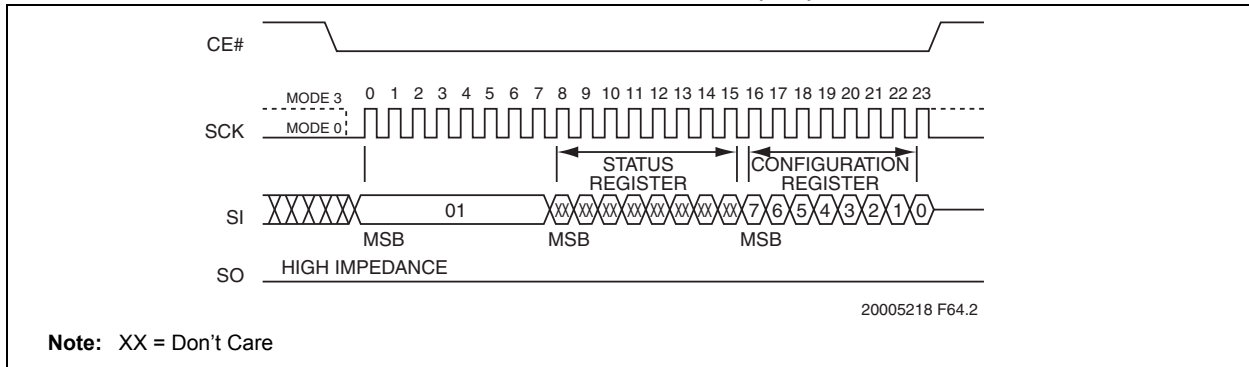 CE#
MODE 3
0 1 2 3 4 5 6 7 8 9 10 11 12 13 14 15 16 17 18 19 20 21 22 23
SCK
MODE 0
STATUS REGISTER
CONFIGURATION REGISTER
SI
01
XX XX XX XX XX XX XX XX 7 6 5 4 3 2 1 0
MSB MSB MSB
SO
HIGH IMPEDANCE
20005218 F64.2
Note: XX = Don't Care